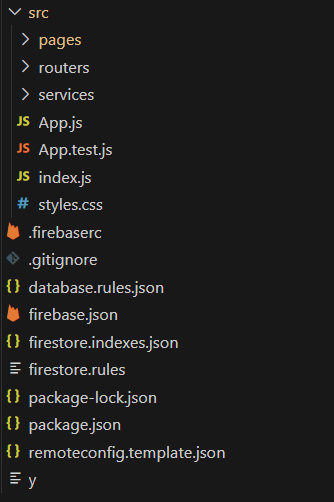 src
pages
routers
services
JS App.js
JS App.test.js
JS index.js
# styles.css
.firebaserc
.gitignore
{} database.rules.json
firebase.json
{} firestore.indexes.json
firestore.rules
{} package-lock.json
{} package.json
{} remoteconfig.template.json
y